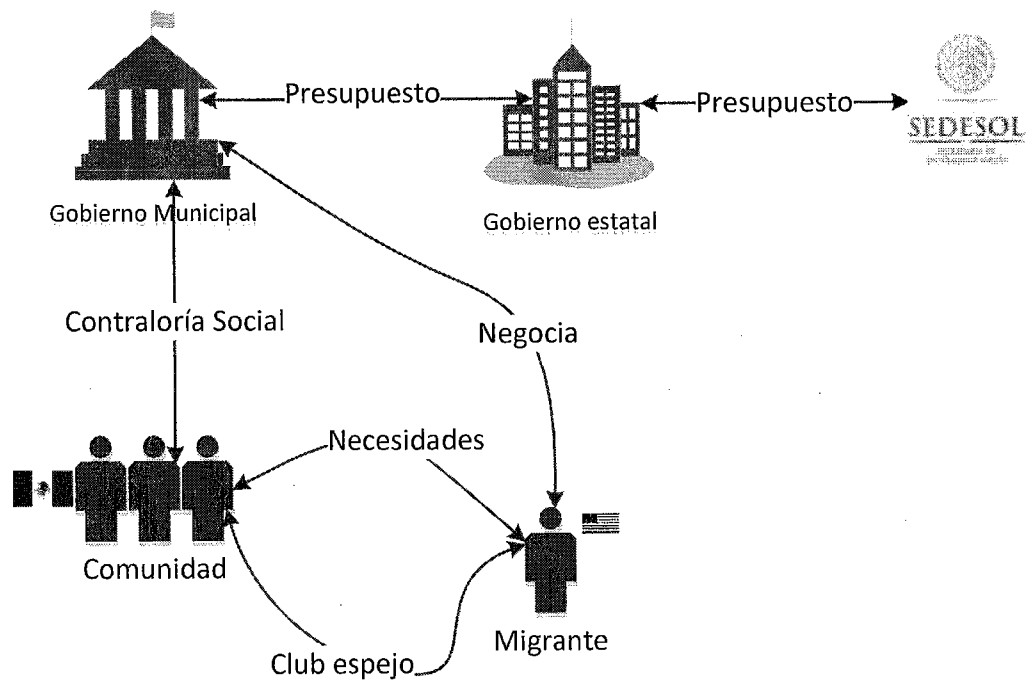 Presupuesto
Presupuesto
SEDESOL
Gobierno Municipal
Gobierno estatal
Contraloría Social
Negocia
Necesidades
Comunidad
Migrante
Club espejo